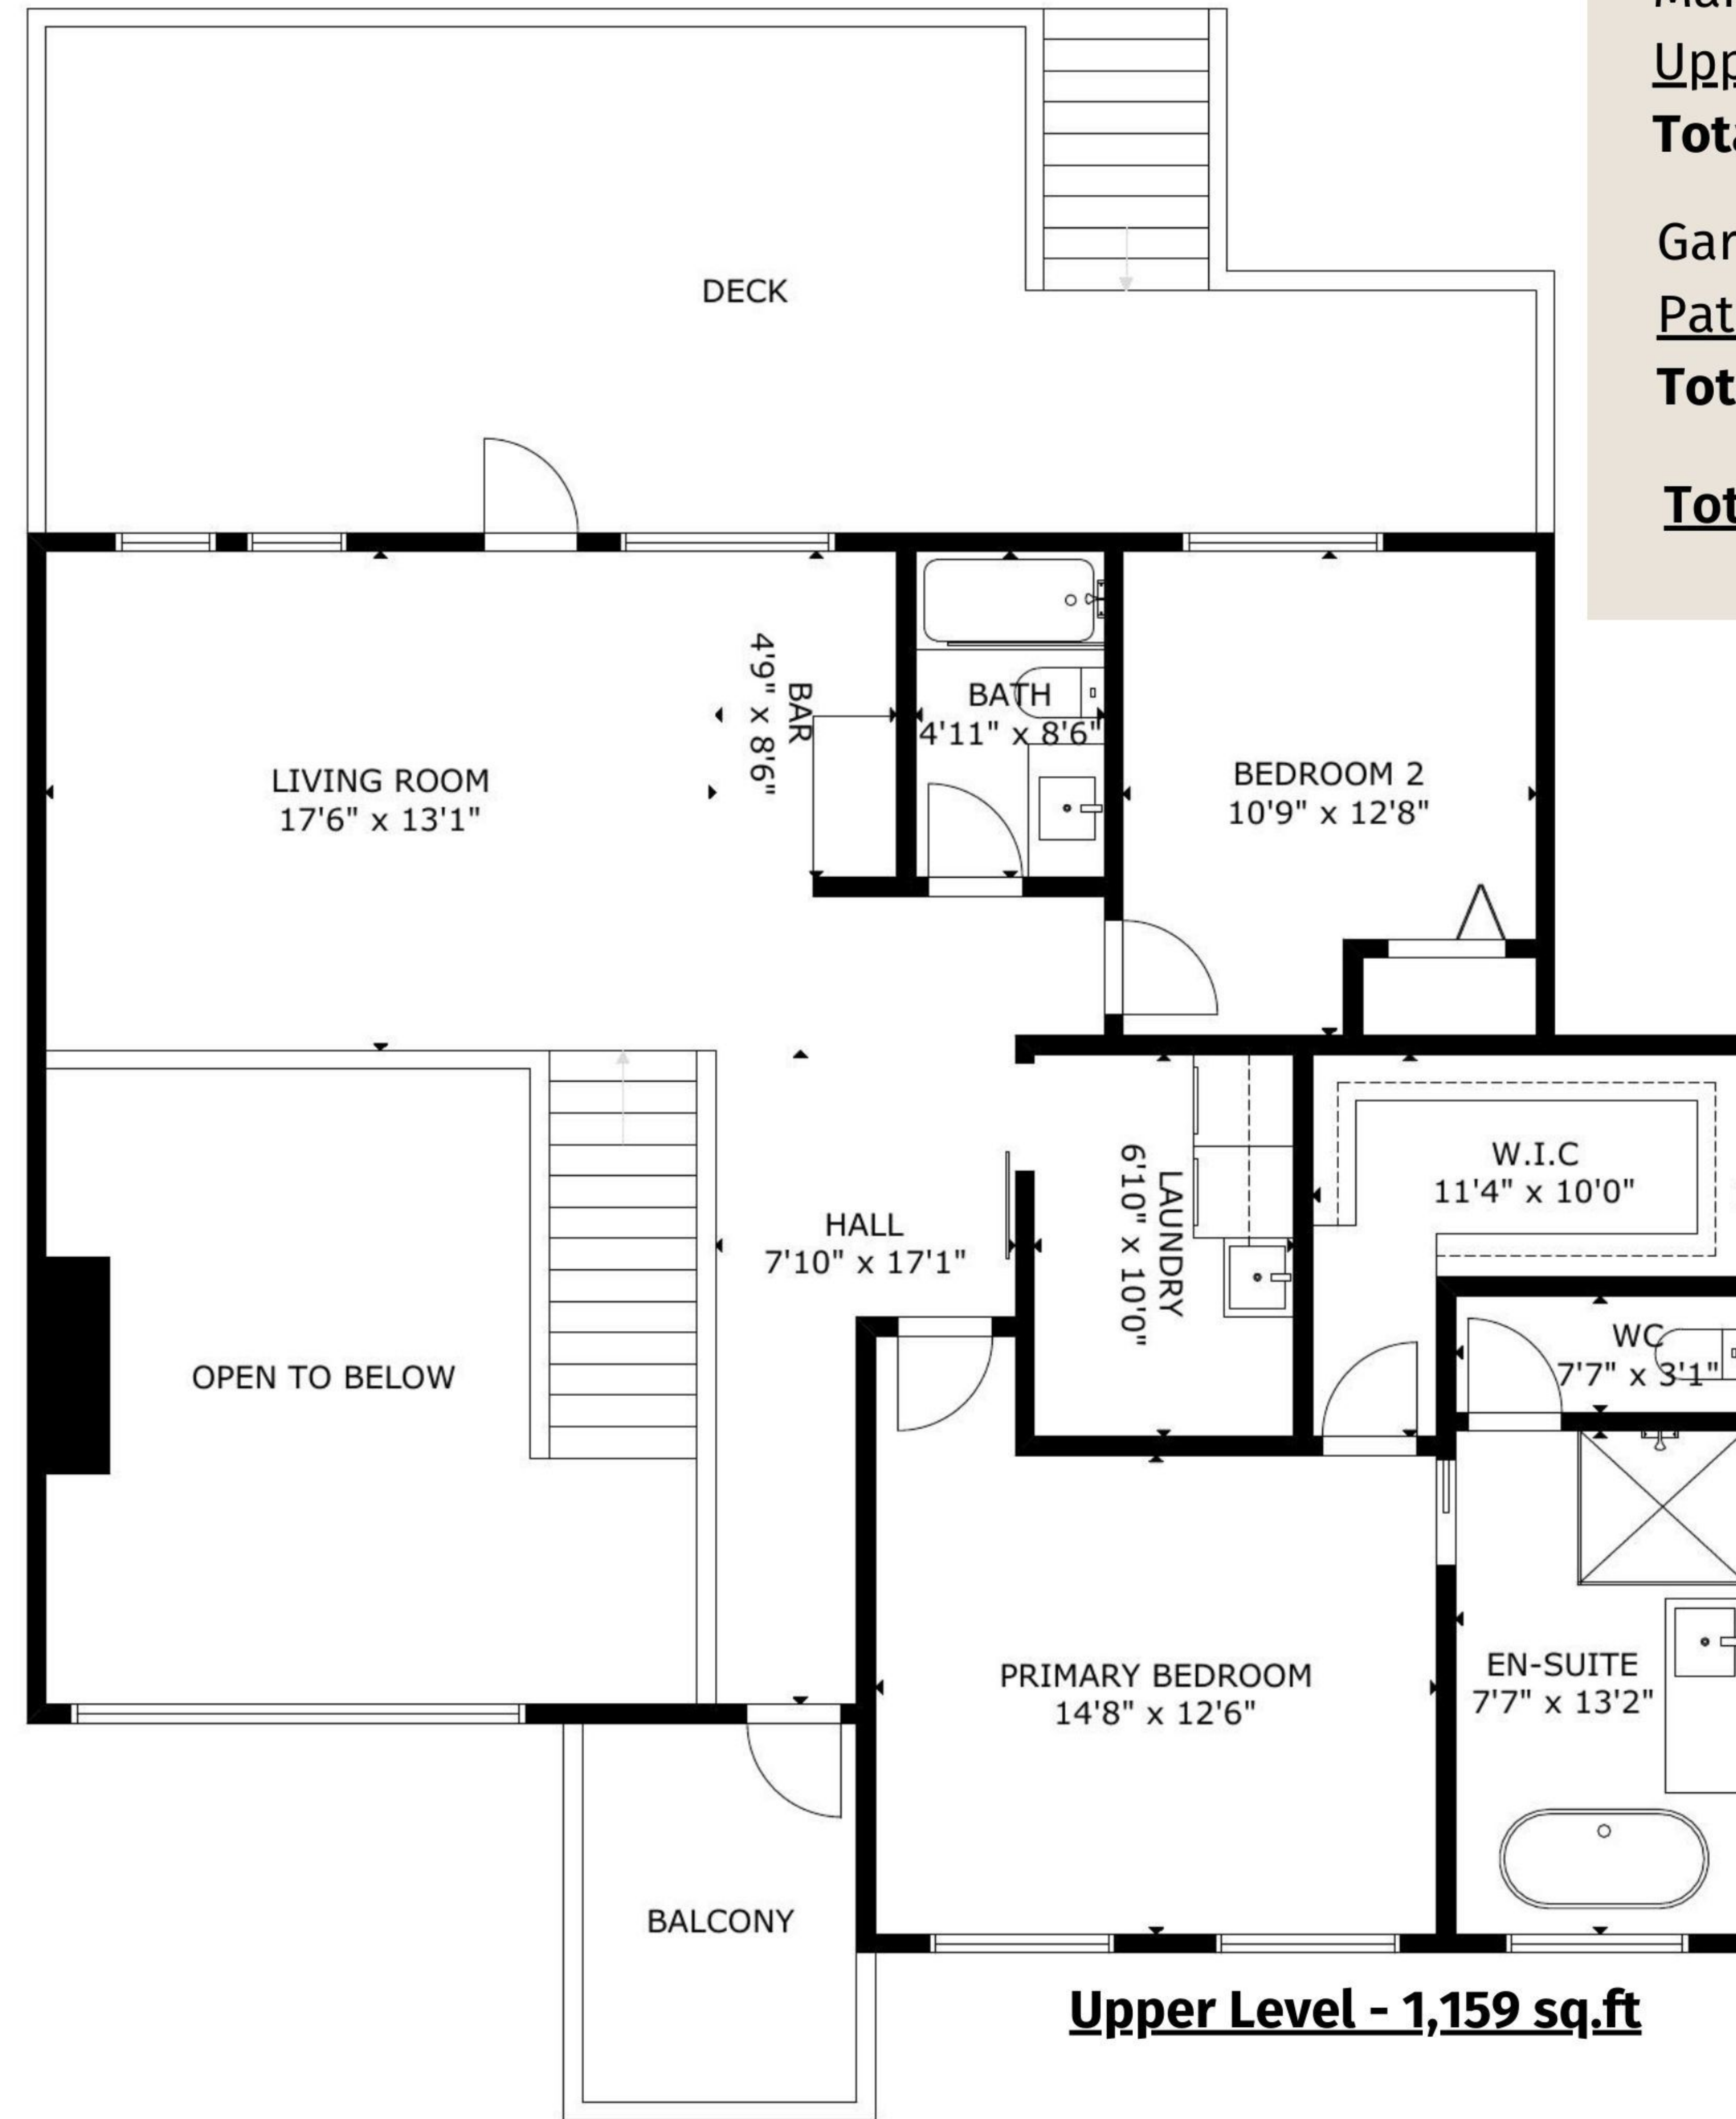 Upp
Tota
Gar
Pat
Tot
Tot
DECK
BAR
4'9" x 8'6"
BATH
4'11" x 8'6"
LIVING ROOM
17'6" x 13'1"
BEDROOM 2
10'9" x 12'8"
W.I.C
11'4" x 10'0"
HALL
7'10" x 17'1"
LAUNDRY
6'10" x 10'0"
WC
7'7" x 3'1"
OPEN TO BELOW
PRIMARY BEDROOM
14'8" x 12'6"
EN-SUITE
7'7" x 13'2"
BALCONY
Upper Level - 1,159 sq.ft